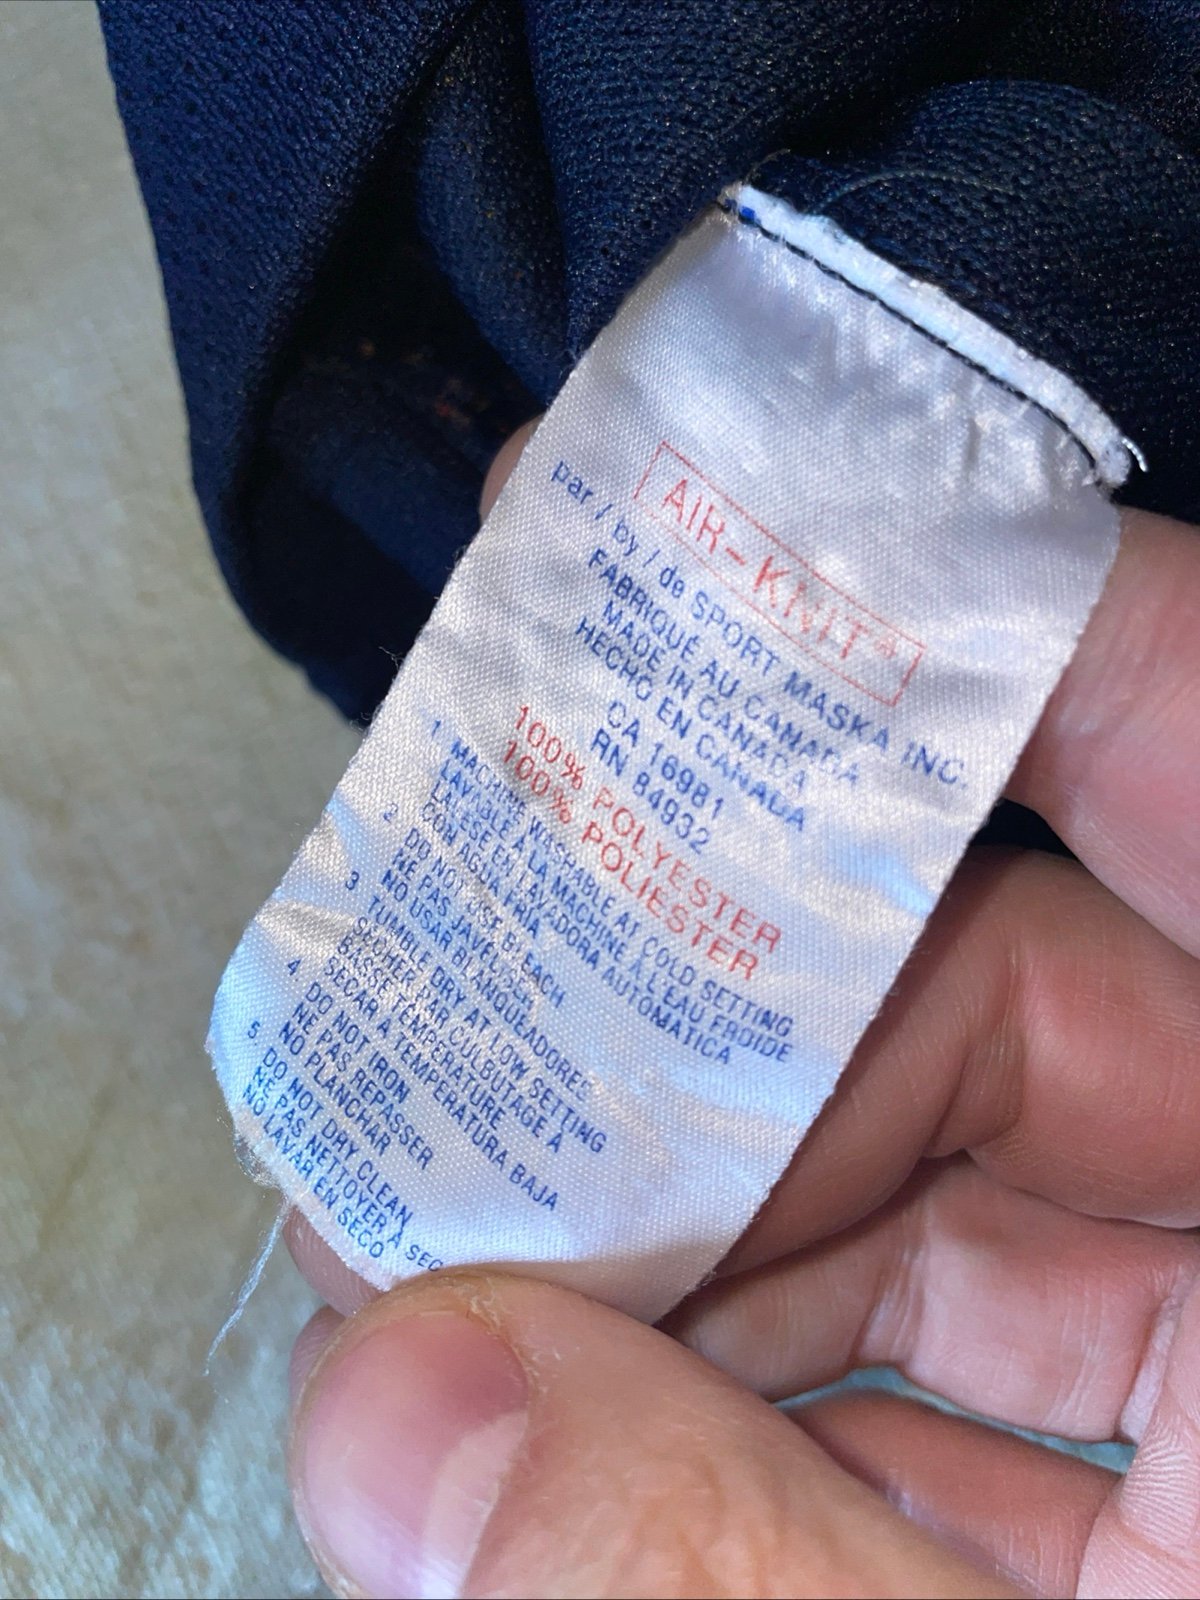 AIR-KNIT®
par / by / de SPORT MASKA INC.
FABRIQUÉ AU CANADA
MADE IN CANADA
HECHO EN CANADA
CA 16981
RN 84932
100% POLYESTER
100% POLIESTER
1 MACHINE WASHABLE AT COLD SETTING
LAVABLE À LA MACHINE À L'EAU FROIDE
LAVESE EN LAVADORA AUTOMATICA
CON AGUA FRIA
2 DO NOT USE BLEACH
NE PAS JAVELISER
NO USAR BLANQUEADORES
3 TUMBLE DRY AT LOW SETTING
SÉCHER PAR CULBUTAGE À
BASSE TEMPÉRATURE
SECAR A TEMPERATURA BAJA
4. DO NOT IRON
NE PAS REPASSER
NO PLANCHAR
5. DO NOT DRY CLEAN
NE PAS NETTOYER À SEC
NO LAVAR EN SECO